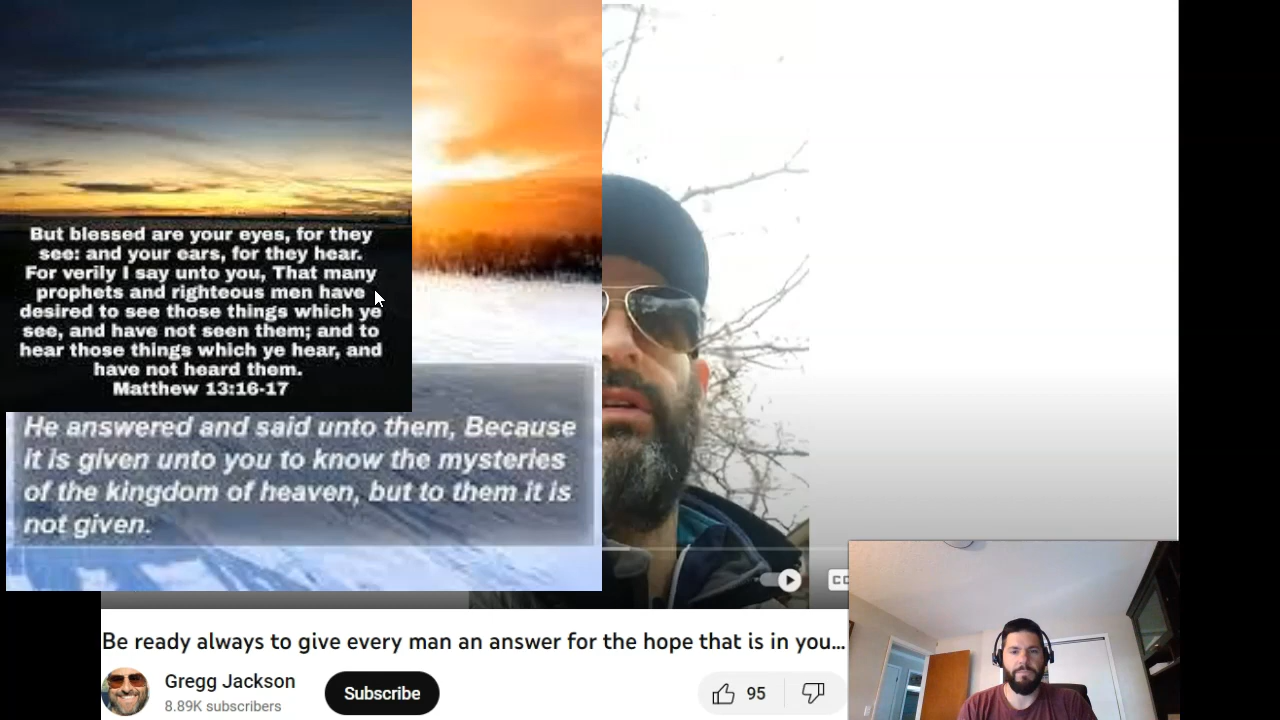 But blessed are your eyes, for they
see: and your ears, for they hear.
For verily I say unto you, That many
prophets and righteous men have
desired to see those things which ye
see, and have not seen them; and to
hear those things which ye hear, and
have not heard them.
Matthew 13:16-17
He answered and said unto them, Because
it is given unto you to know the mysteries
of the kingdom of heaven, but to them it is
not given.
Be ready always to give every man an answer for the hope that is in you...
Gregg Jackson
8.89K subscribers
Subscribe
95